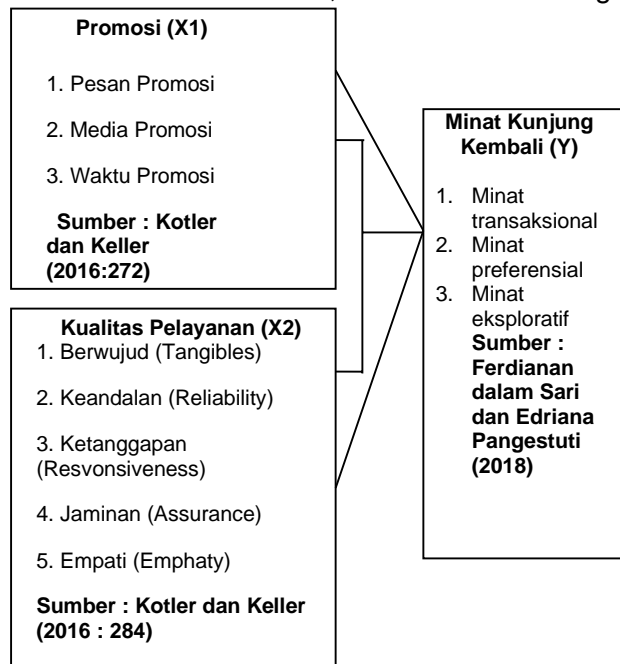 Promosi (X1)
1. Pesan Promosi
2. Media Promosi
3. Waktu Promosi
Sumber : Kotler
dan Keller
(2016:272)
Kualitas Pelayanan (X2)
1. Berwujud (Tangibles)
2. Keandalan (Reliability)
3. Ketanggapan
(Resvonsiveness)
4. Jaminan (Assurance)
5. Empati (Emphaty)
Sumber : Kotler dan Keller
(2016 : 284)
Minat Kunjung
Kembali (Y)
1. Minat
transaksional
2. Minat
preferensial
3. Minat
eksploratif
Sumber :
Ferdianan
dalam Sari
dan Edriana
Pangestuti
(2018)